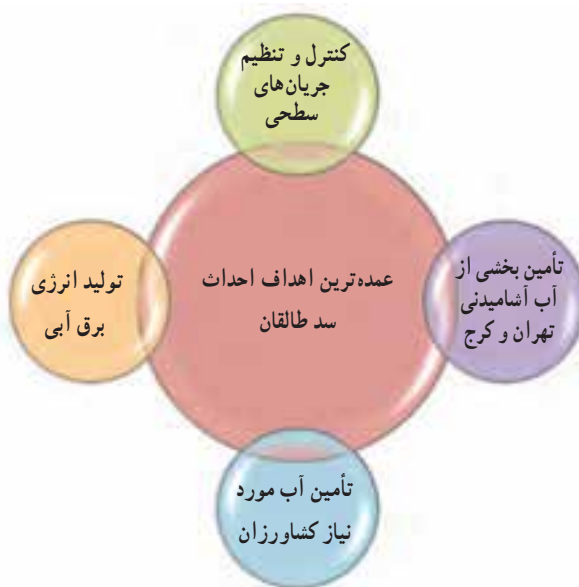 کنترل و تنظیم
جریان‌های
سطحی
تأمین بخشی از
آب آشامیدنی
تهران و کرج
عمده‌ترین اهداف احداث
سد طالقان
تولید انرژی
برق آبی
تأمین آب مورد
نیاز کشاورزان